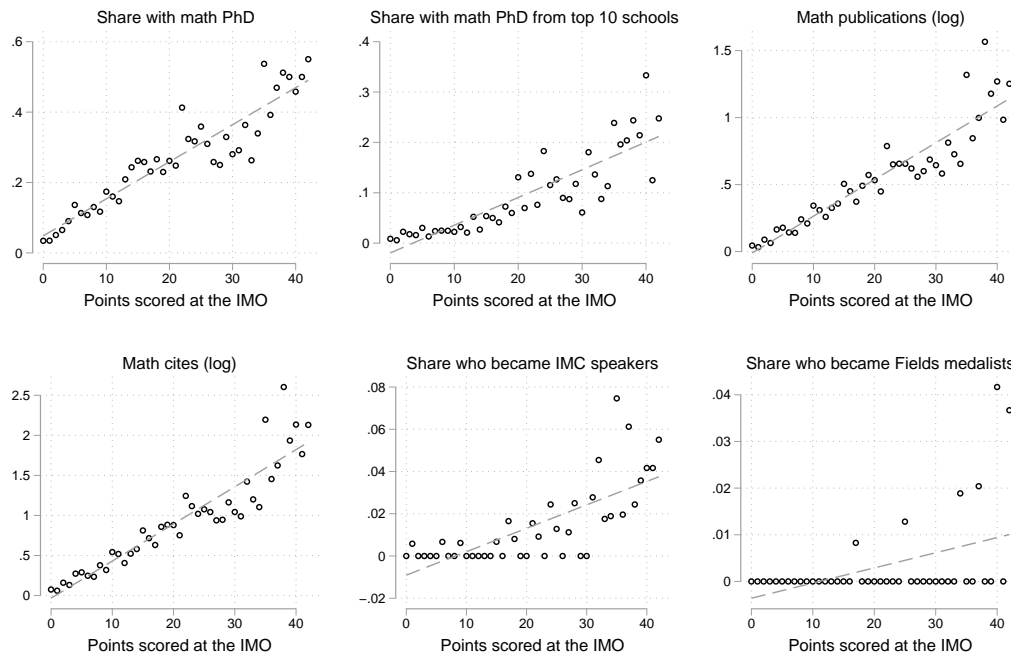 Share with math PhD
.6
.4
.2
0
0 10 20 30 40
Points scored at the IMO
Share with math PhD from top 10 schools
.4
.3
.2
.1
0
0 10 20 30 40
Points scored at the IMO
Math publications (log)
1.5
1
.5
0
0 10 20 30 40
Points scored at the IMO
Math cites (log)
2.5
2
1.5
1
.5
0
0 10 20 30 40
Points scored at the IMO
Share who became IMC speakers
.08
.06
.04
.02
0
−.02
0 10 20 30 40
Points scored at the IMO
Share who became Fields medalists
.04
.03
.02
.01
0
0 10 20 30 40
Points scored at the IMO